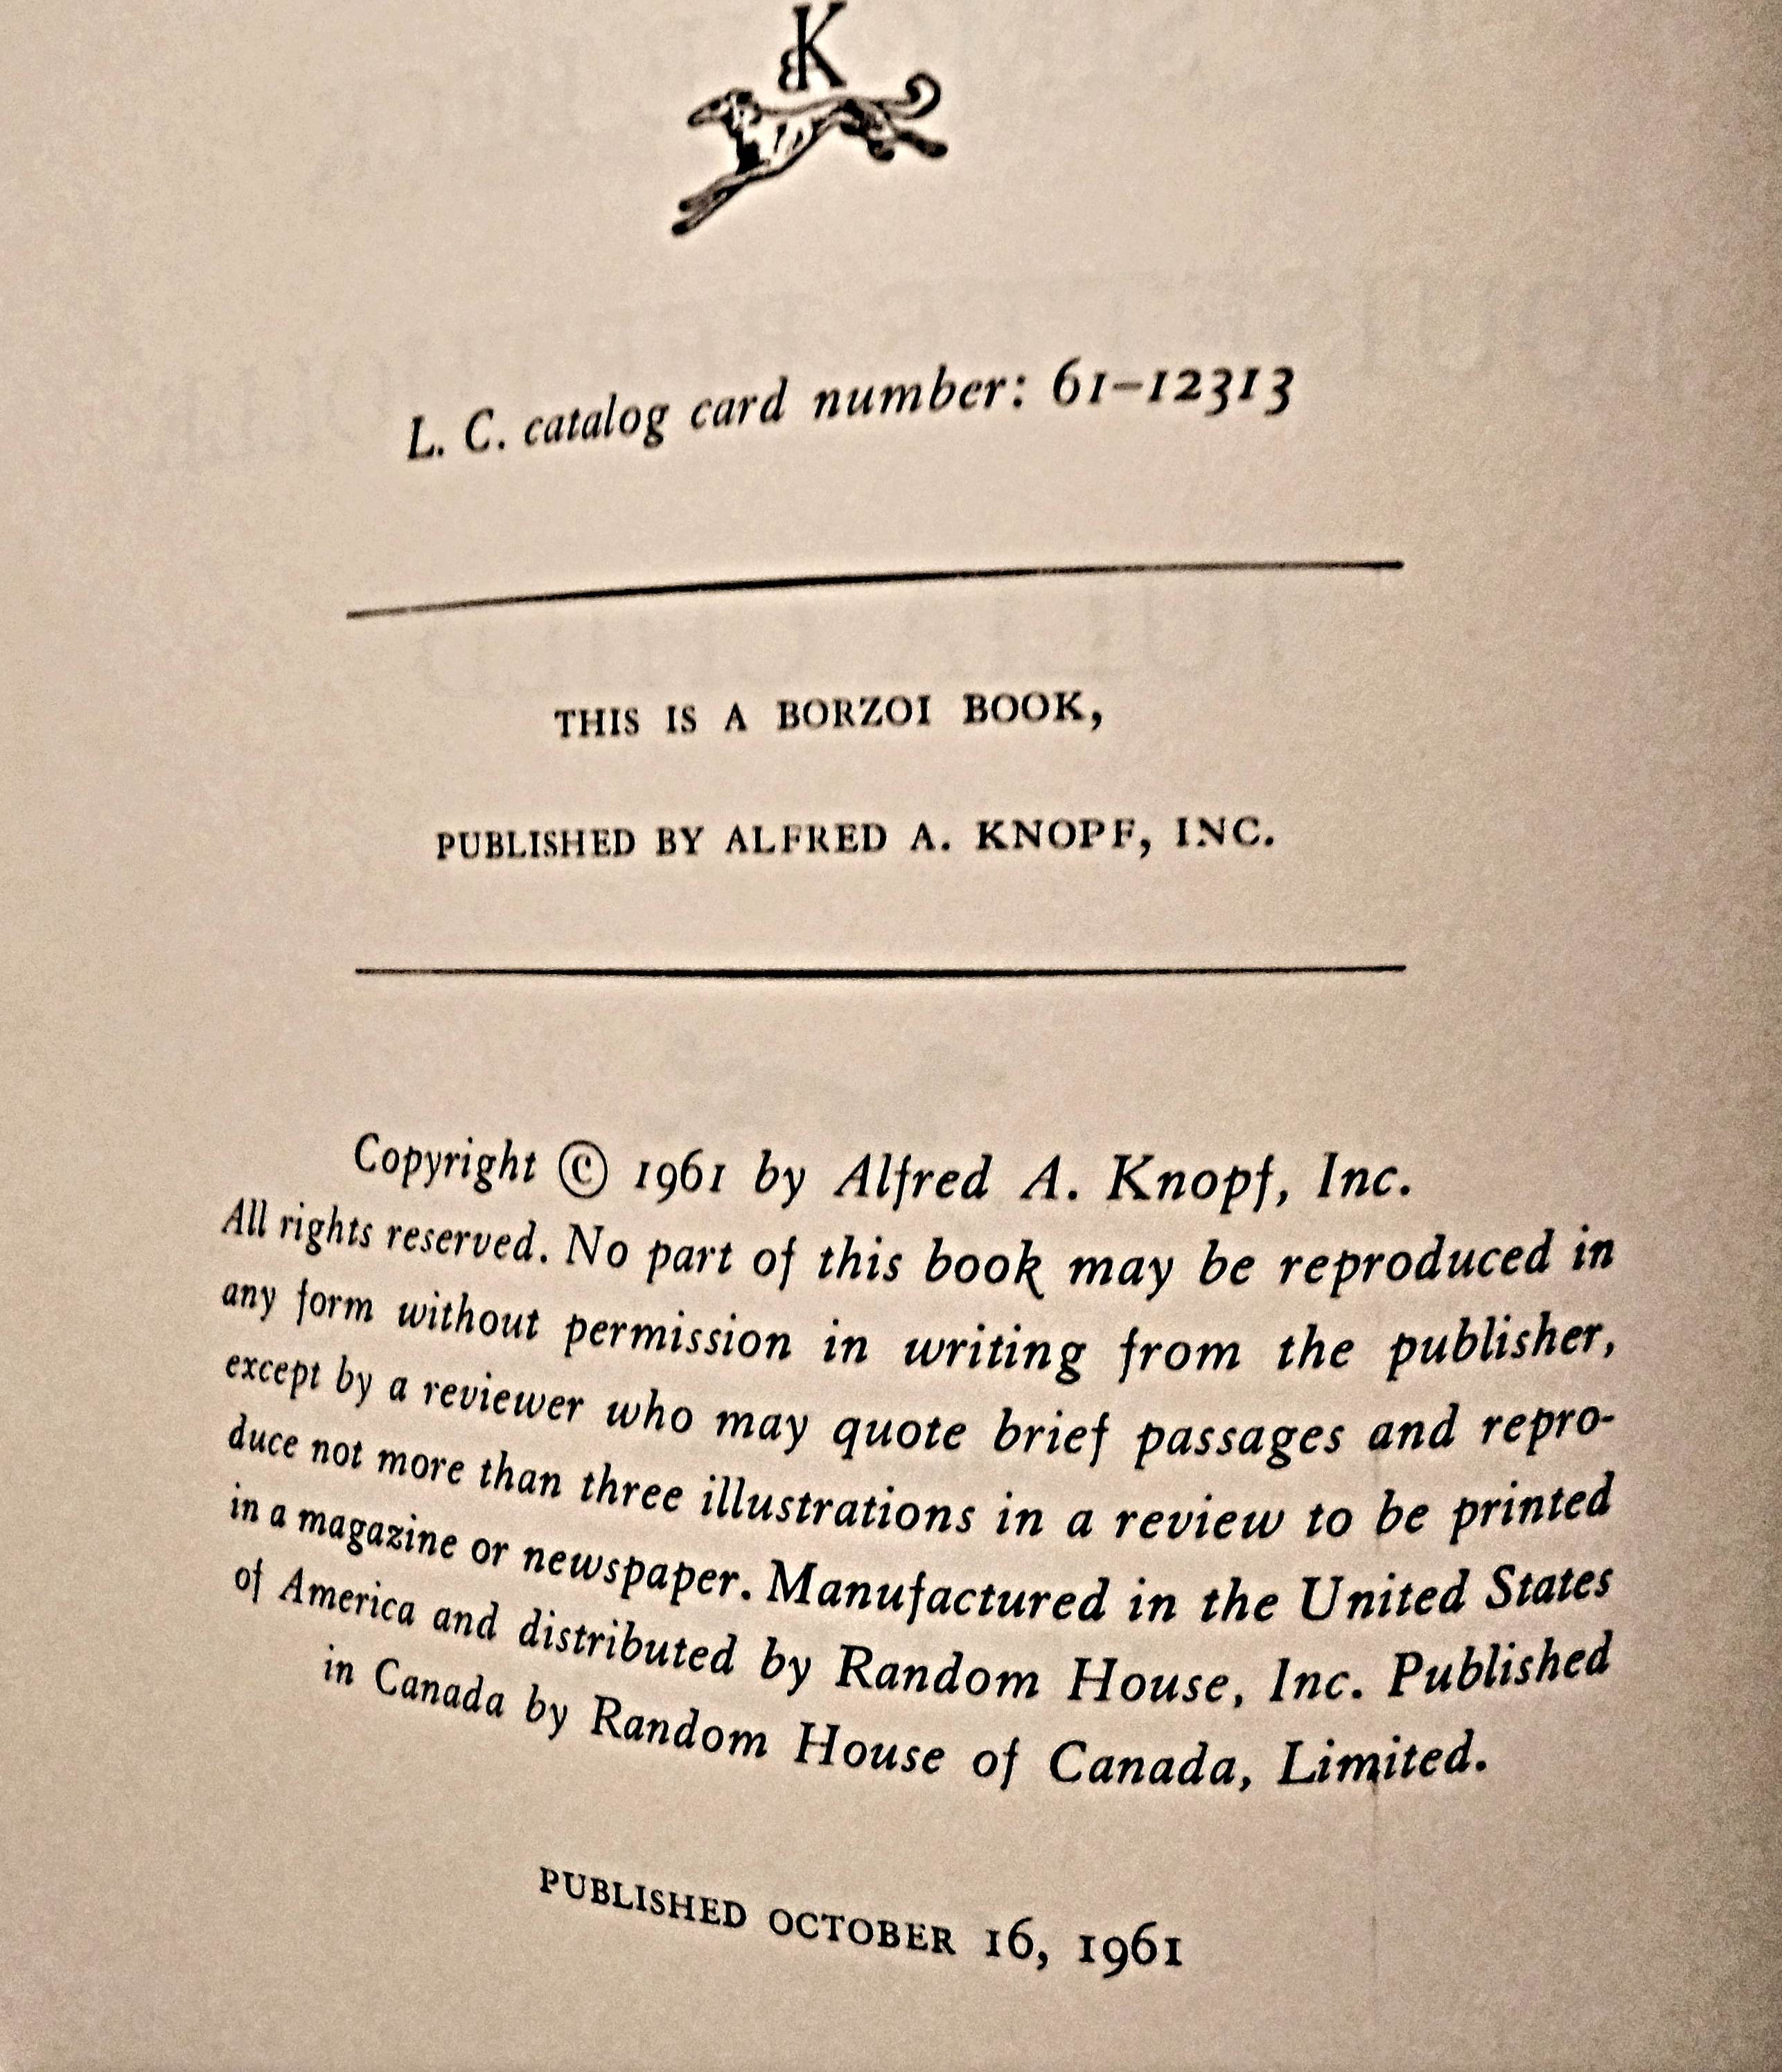 BK
L. C. catalog card number: 61–12313
THIS IS A BORZOI BOOK,
PUBLISHED BY ALFRED A. KNOPF, INC.
Copyright © 1961 by Alfred A. Knopf, Inc.
All rights reserved. No part of this book may be reproduced in
any form without permission in writing from the publisher,
except by a reviewer who may quote brief passages and repro-
duce not more than three illustrations in a review to be printed
in a magazine or newspaper. Manufactured in the United States
of America and distributed by Random House, Inc. Published
in Canada by Random House of Canada, Limited.
PUBLISHED OCTOBER 16, 1961